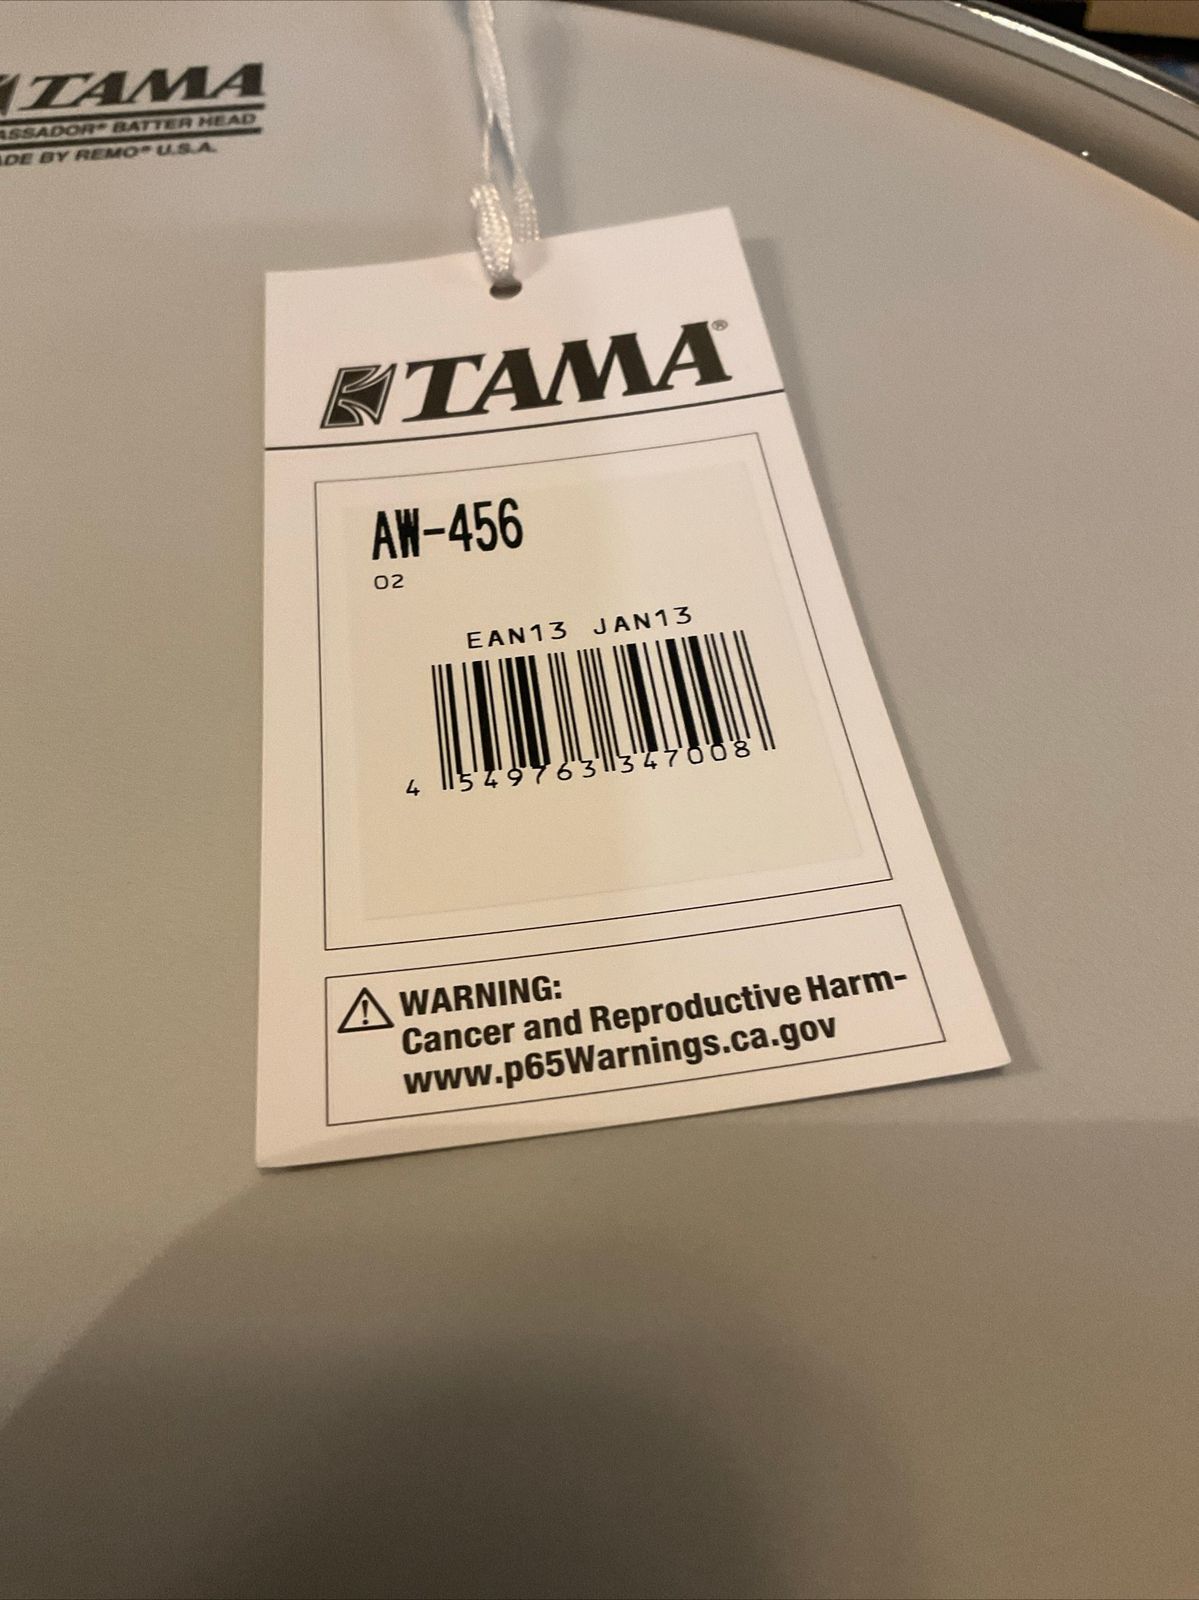 TAMA
ASSADOR® BATTER HEAD
ADE BY REMO® U.S.A.
TAMA®
AW-456
02
EAN13 JAN13
4 549763 347008
WARNING:
Cancer and Reproductive Harm-
www.p65Warnings.ca.gov